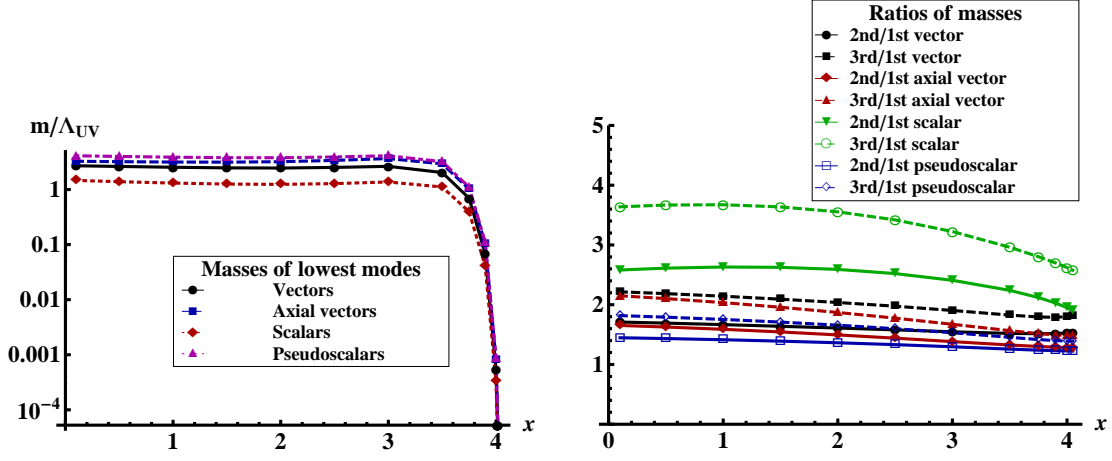 m/Λ_UV
1
0.1
0.01
0.001
10^-4
1 2 3 4 x
Masses of lowest modes
Vectors
Axial vectors
Scalars
Pseudoscalars
Ratios of masses
2nd/1st vector
3rd/1st vector
2nd/1st axial vector
3rd/1st axial vector
2nd/1st scalar
3rd/1st scalar
2nd/1st pseudoscalar
3rd/1st pseudoscalar
5
4
3
2
1
0 1 2 3 4 x